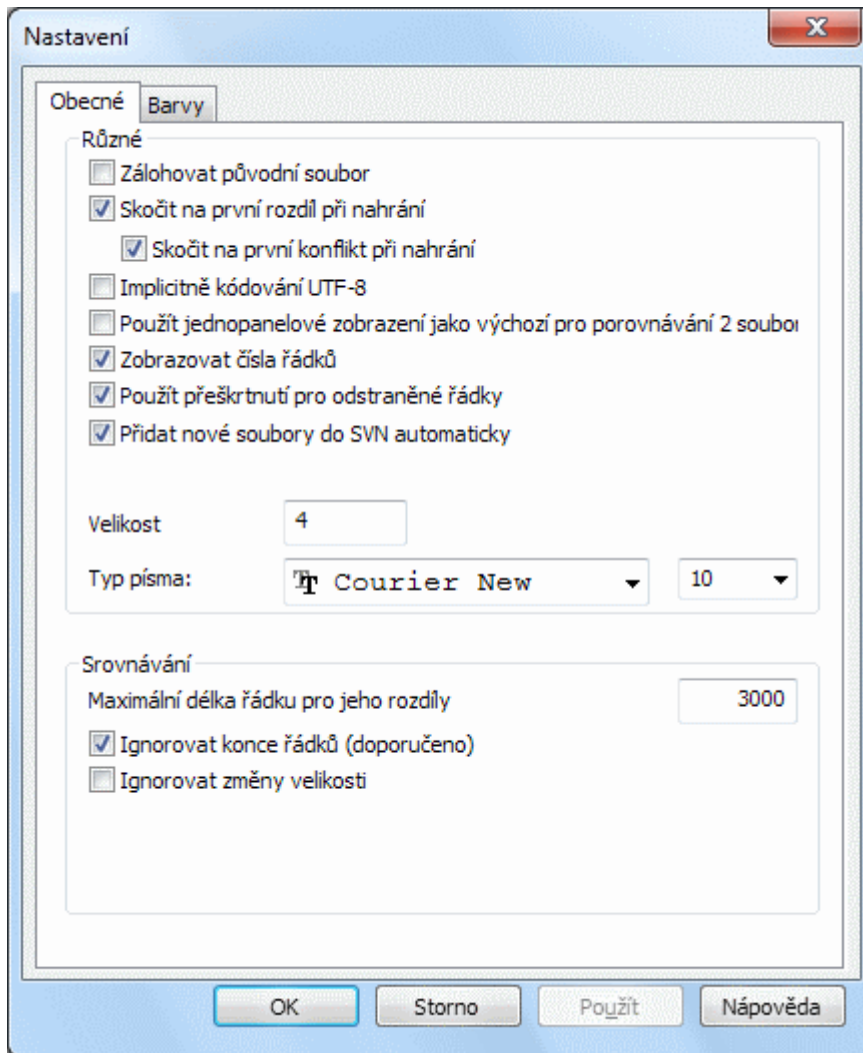 Nastavení
Obecné Barvy
Různé
Zálohovat původní soubor
Skočit na první rozdíl při nahrání
Skočit na první konflikt při nahrání
Implicitně kódování UTF-8
Použít jednopanelové zobrazení jako výchozí pro porovnávání 2 soubor
Zobrazovat čísla řádků
Použít přeškrtnutí pro odstraněné řádky
Přidat nové soubory do SVN automaticky
Velikost 4
Typ písma: Courier New 10
Srovnávání
Maximální délka řádku pro jeho rozdíly 3000
Ignorovat konce řádků (doporučeno)
Ignorovat změny velikosti
OK Storno Použít Nápověda